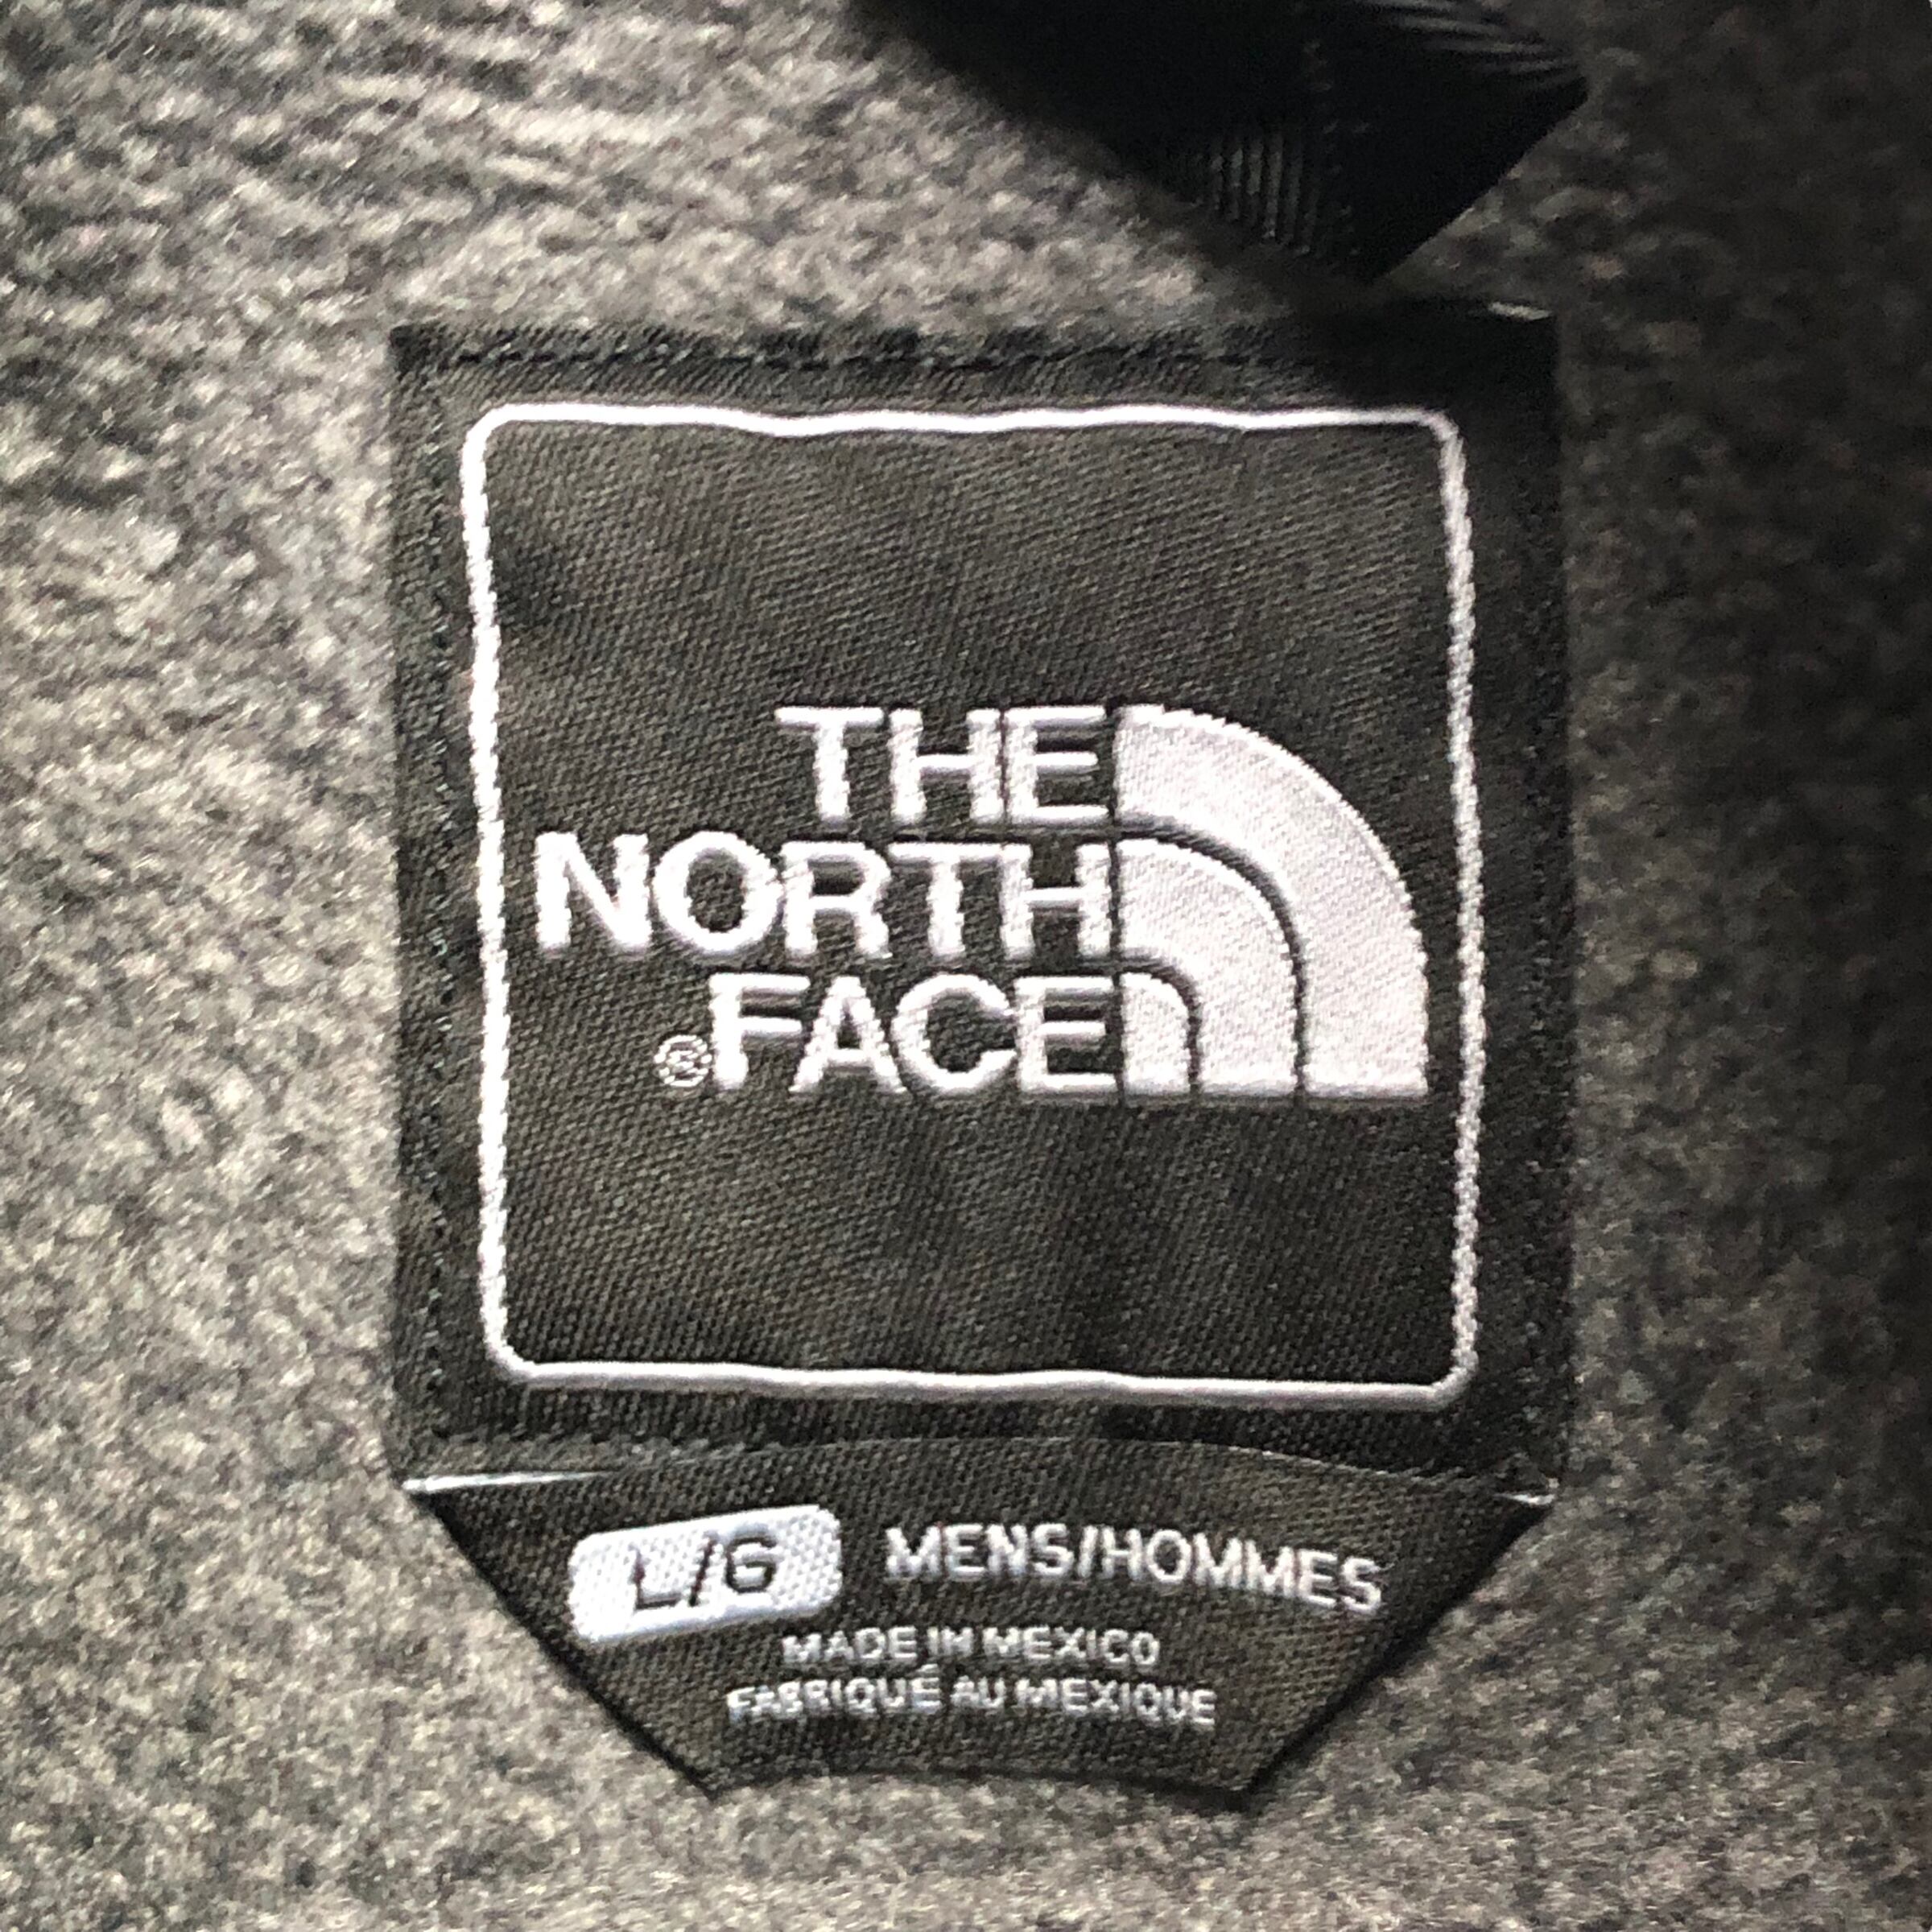 THE
NORTH
®FACE
L/G MENS/HOMMES
MADE IN MEXICO
FABRIQUÉ AU MEXIQUE